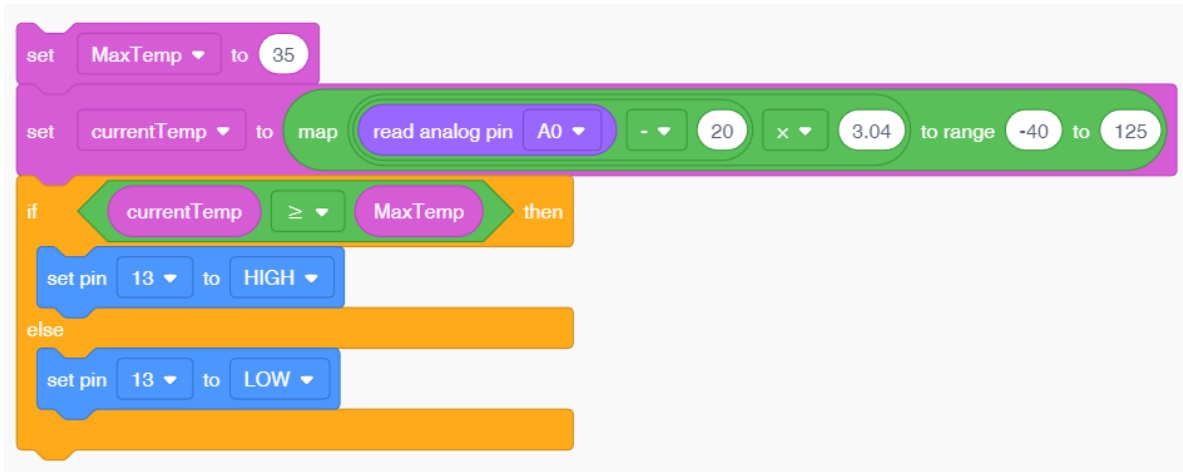 set MaxTemp to 35
set currentTemp to map read analog pin A0 - 20 × 3.04 to range -40 to 125
if currentTemp ≥ MaxTemp then
set pin 13 to HIGH
else
set pin 13 to LOW